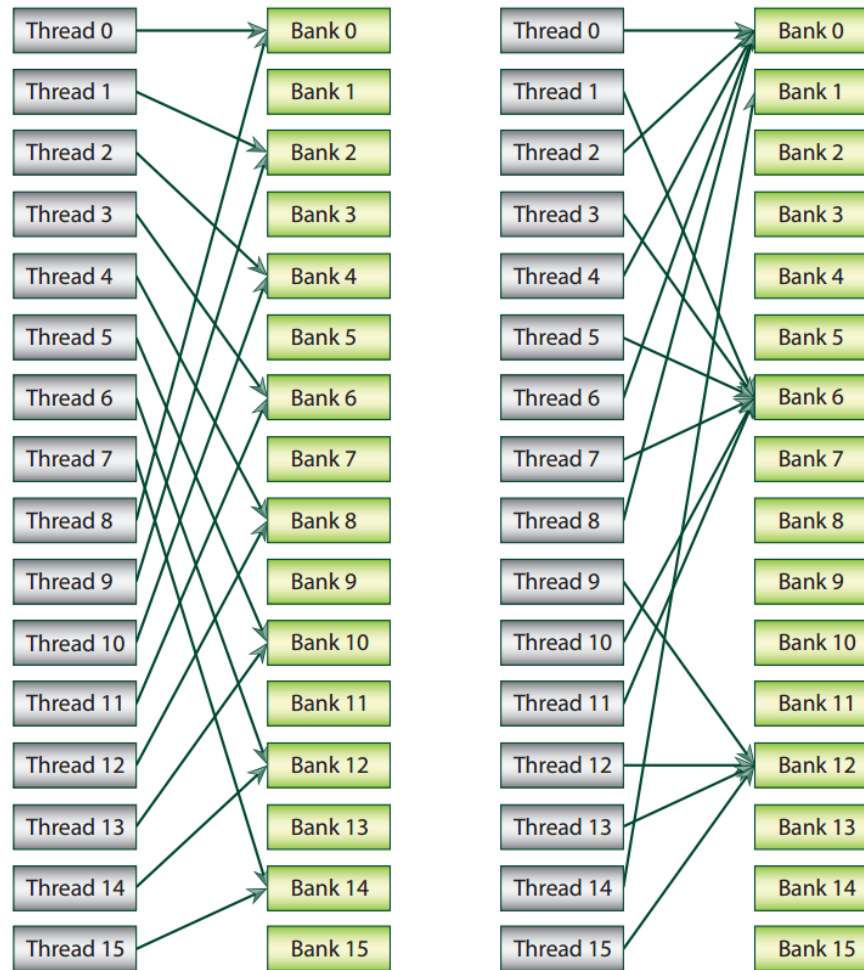 Thread 0 Bank 0 Thread 0 Bank 0
Thread 1 Bank 1 Thread 1 Bank 1
Thread 2 Bank 2 Thread 2 Bank 2
Thread 3 Bank 3 Thread 3 Bank 3
Thread 4 Bank 4 Thread 4 Bank 4
Thread 5 Bank 5 Thread 5 Bank 5
Thread 6 Bank 6 Thread 6 Bank 6
Thread 7 Bank 7 Thread 7 Bank 7
Thread 8 Bank 8 Thread 8 Bank 8
Thread 9 Bank 9 Thread 9 Bank 9
Thread 10 Bank 10 Thread 10 Bank 10
Thread 11 Bank 11 Thread 11 Bank 11
Thread 12 Bank 12 Thread 12 Bank 12
Thread 13 Bank 13 Thread 13 Bank 13
Thread 14 Bank 14 Thread 14 Bank 14
Thread 15 Bank 15 Thread 15 Bank 15